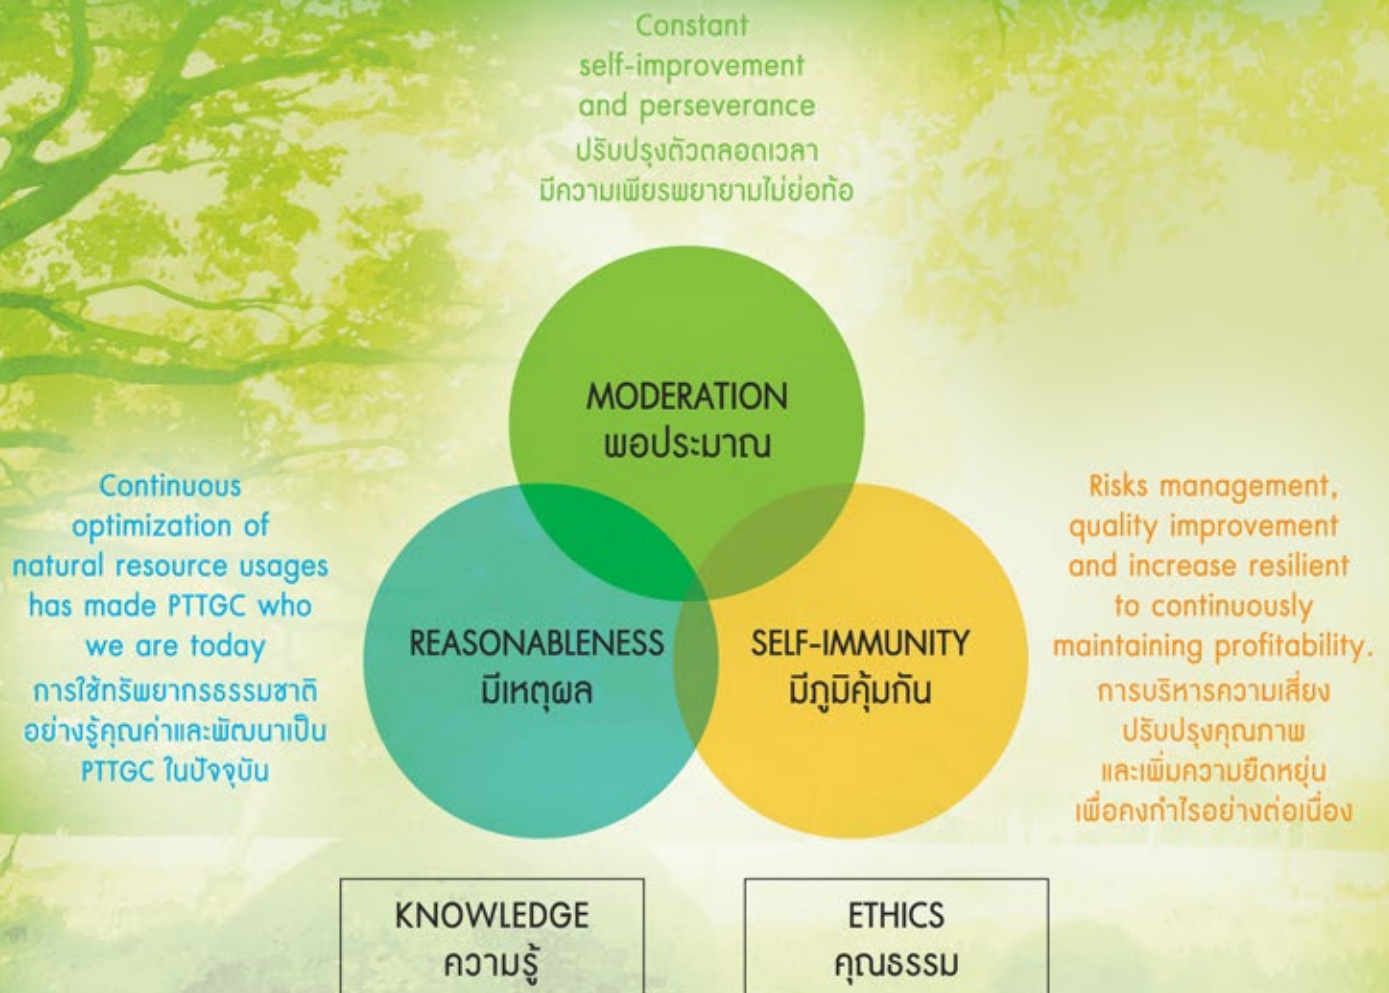 Constant
self-improvement
and perseverance
ปรับปรุงตัวตลอดเวลา
มีความเพียรพยายามไม่ย่อท้อ
MODERATION
พอประมาณ
Continuous
optimization of
natural resource usages
has made PTTGC who
we are today
การใช้ทรัพยากรธรรมชาติ
อย่างรู้คุณค่าและพัฒนาเป็น
PTTGC ในปัจจุบัน
REASONABLENESS
มีเหตุผล
SELF-IMMUNITY
มีภูมิคุ้มกัน
Risks management,
quality improvement
and increase resilient
to continuously
maintaining profitability.
การบริหารความเสี่ยง
ปรับปรุงคุณภาพ
และเพิ่มความยืดหยุ่น
เพื่อคงกำไรอย่างต่อเนื่อง
KNOWLEDGE
ความรู้
ETHICS
คุณธรรม